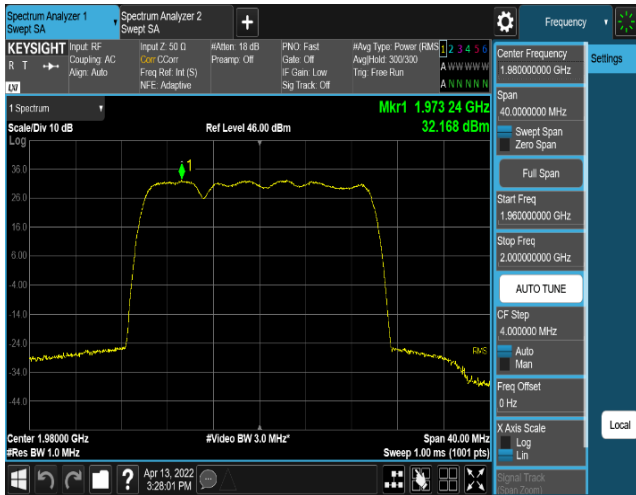 Spectrum Analyzer 1
Swept SA
Spectrum Analyzer 2
Swept SA
+
Frequency
KEYSIGHT
R T
LXI
Input: RF
Coupling: AC
Align: Auto
Input Z: 50 Ω
Corr CCorr
Freq Ref: Int (S)
NFE: Adaptive
#Atten: 18 dB
Preamp: Off
PNO: Fast
Gate: Off
IF Gain: Low
Sig Track: Off
#Avg Type: Power (RMS
Avg|Hold: 300/300
Trig: Free Run
1 2 3 4 5 6
A W W W W W
A N N N N N
1 Spectrum
Scale/Div 10 dB
Log
Ref Level 46.00 dBm
Mkr1 1.973 24 GHz
32.168 dBm
1
36.0
26.0
16.0
6.00
-4.00
-14.0
-24.0
-34.0
-44.0
RMS
Center 1.98000 GHz
#Res BW 1.0 MHz
#Video BW 3.0 MHz*
Span 40.00 MHz
Sweep 1.00 ms (1001 pts)
?
Apr 13, 2022
3:28:01 PM
Center Frequency
1.980000000 GHz
Settings
Span
40.0000000 MHz
Swept Span
Zero Span
Full Span
Start Freq
1.960000000 GHz
Stop Freq
2.000000000 GHz
AUTO TUNE
CF Step
4.000000 MHz
Auto
Man
Freq Offset
0 Hz
X Axis Scale
Log
Lin
Local
Signal Track
(Span Zoom)